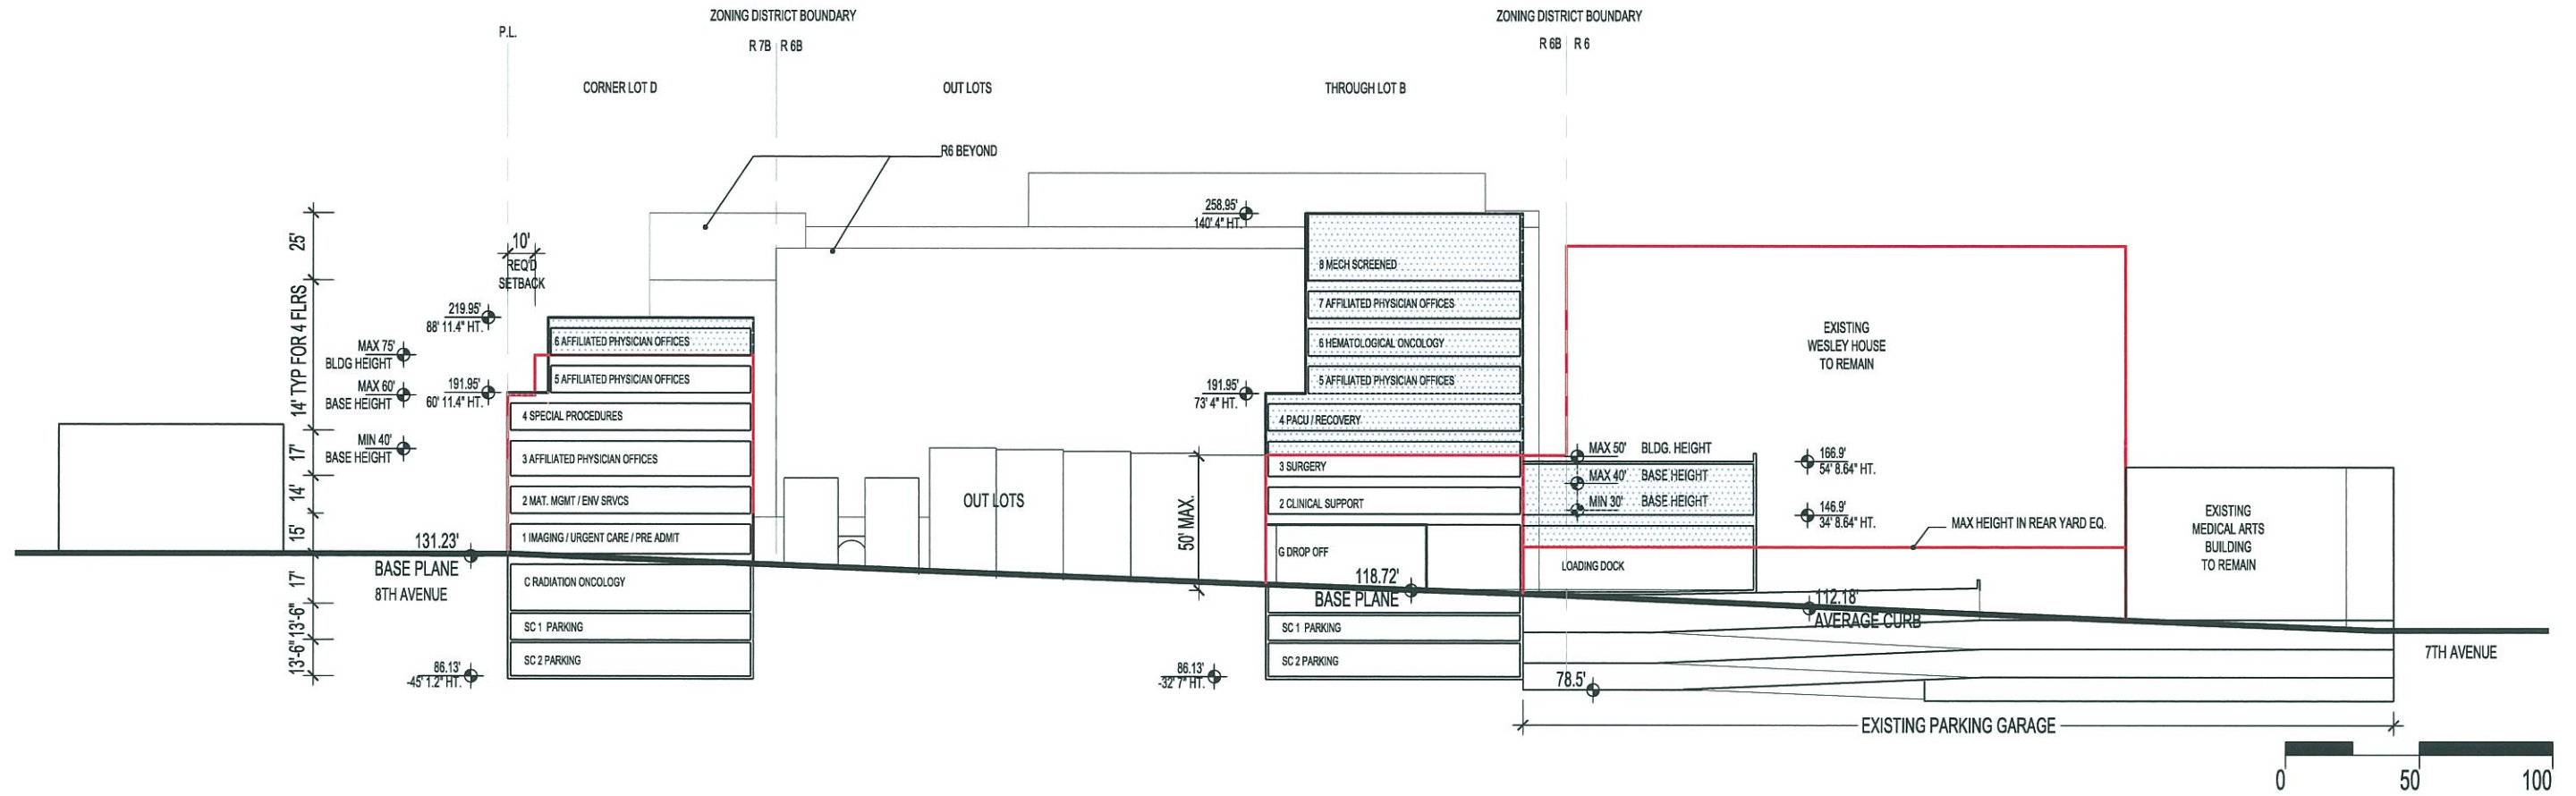 ZONING DISTRICT BOUNDARY
ZONING DISTRICT BOUNDARY
P.L.
R 7B
R 6B
R 6B
R 6
CORNER LOT D
OUT LOTS
THROUGH LOT B
R6 BEYOND
10'
REQ'D
SETBACK
25'
14' TYP FOR 4 FLRS
17'
14'
15'
17'
13'-6"
13'-6"
219.95'
88' 11.4" HT.
MAX 75'
BLDG HEIGHT
MAX 60'
BASE HEIGHT
191.95'
60' 11.4" HT.
MIN 40'
BASE HEIGHT
131.23'
BASE PLANE
8TH AVENUE
86.13'
-45' 1.2" HT.
6 AFFILIATED PHYSICIAN OFFICES
5 AFFILIATED PHYSICIAN OFFICES
4 SPECIAL PROCEDURES
3 AFFILIATED PHYSICIAN OFFICES
2 MAT. MGMT / ENV SRVCS
1 IMAGING / URGENT CARE / PRE ADMIT
C RADIATION ONCOLOGY
SC 1 PARKING
SC 2 PARKING
OUT LOTS
50' MAX.
258.95'
140' 4" HT.
191.95'
73' 4" HT.
86.13'
-32' 7" HT.
8 MECH SCREENED
7 AFFILIATED PHYSICIAN OFFICES
6 HEMATOLOGICAL ONCOLOGY
5 AFFILIATED PHYSICIAN OFFICES
4 PACU / RECOVERY
3 SURGERY
2 CLINICAL SUPPORT
G DROP OFF
118.72'
BASE PLANE
SC 1 PARKING
SC 2 PARKING
MAX 50' BLDG. HEIGHT
MAX 40' BASE HEIGHT
MIN 30' BASE HEIGHT
LOADING DOCK
EXISTING
WESLEY HOUSE
TO REMAIN
166.9'
54' 8.64" HT.
146.9'
34' 8.64" HT.
MAX HEIGHT IN REAR YARD EQ.
112.18'
AVERAGE CURB
EXISTING
MEDICAL ARTS
BUILDING
TO REMAIN
7TH AVENUE
78.5'
EXISTING PARKING GARAGE
0 50 100